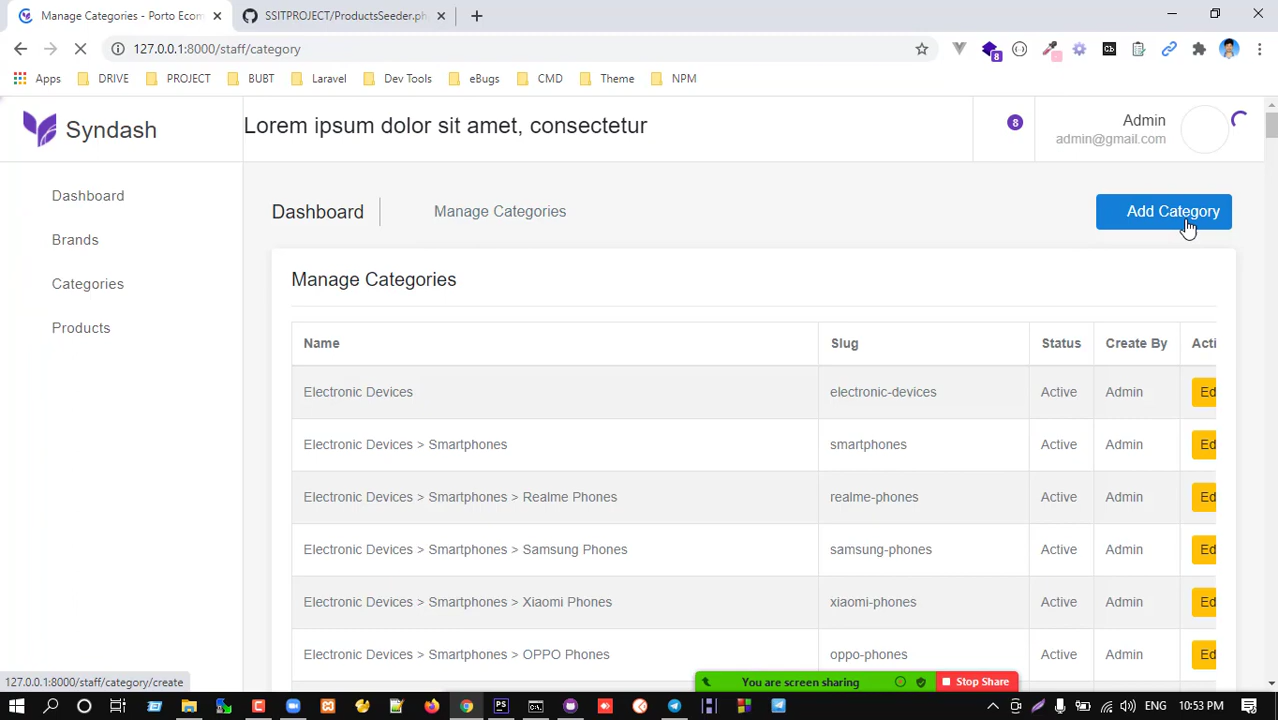 Manage Categories - Porto Ecom
SSITPROJECT/ProductsSeeder.ph
127.0.0.1:8000/staff/category
8
Cb
Apps
DRIVE
PROJECT
BUBT
Laravel
Dev Tools
eBugs
CMD
Theme
NPM
Syndash
Lorem ipsum dolor sit amet, consectetur
8
Admin
admin@gmail.com
Dashboard
Brands
Categories
Products
Dashboard
Manage Categories
Add Category
Manage Categories
Name Slug Status Create By Acti
Electronic Devices electronic-devices Active Admin Ed
Electronic Devices > Smartphones smartphones Active Admin Ed
Electronic Devices > Smartphones > Realme Phones realme-phones Active Admin Ed
Electronic Devices > Smartphones > Samsung Phones samsung-phones Active Admin Ed
Electronic Devices > Smartphones > Xiaomi Phones xiaomi-phones Active Admin Ed
Electronic Devices > Smartphones > OPPO Phones oppo-phones Active Admin Ed
127.0.0.1:8000/staff/category/create
You are screen sharing
Stop Share
10:53 PM